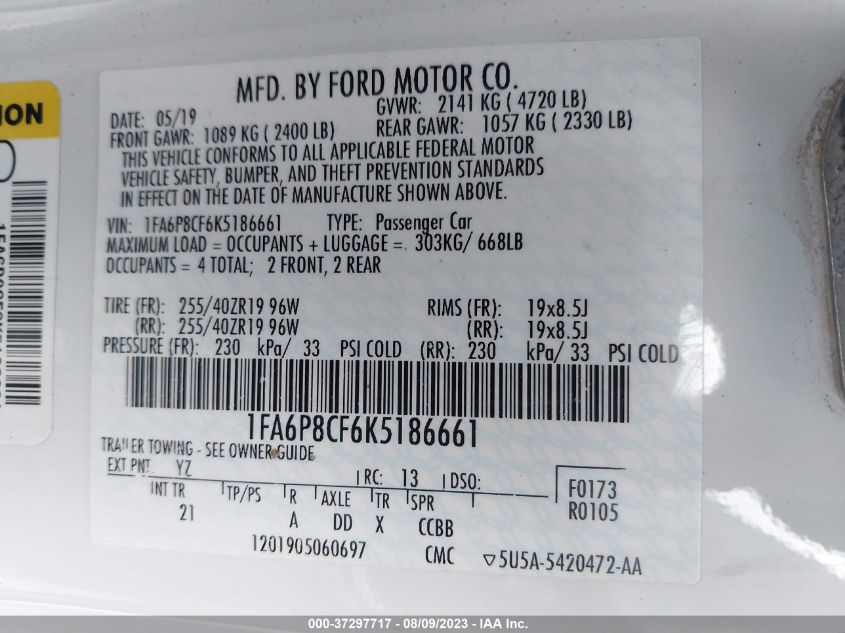 MFD. BY FORD MOTOR CO.
DATE: 05/19
GVWR: 2141 KG ( 4720 LB)
FRONT GAWR: 1089 KG ( 2400 LB)
REAR GAWR: 1057 KG ( 2330 LB)
THIS VEHICLE CONFORMS TO ALL APPLICABLE FEDERAL MOTOR
VEHICLE SAFETY, BUMPER, AND THEFT PREVENTION STANDARDS
IN EFFECT ON THE DATE OF MANUFACTURE SHOWN ABOVE.
VIN: 1FA6P8CF6K5186661 TYPE: Passenger Car
MAXIMUM LOAD = OCCUPANTS + LUGGAGE = 303KG/ 668LB
OCCUPANTS = 4 TOTAL; 2 FRONT, 2 REAR
TIRE (FR): 255/40ZR19 96W RIMS (FR): 19x8.5J
(RR): 255/40ZR19 96W (RR): 19x8.5J
PRESSURE (FR): 230 kPa/ 33 PSI COLD (RR): 230 kPa/ 33 PSI COLD
1FA6P8CF6K5186661
TRAILER TOWING - SEE OWNER GUIDE
EXT PNT YZ RC: 13 DSO:
INT TR TP/PS R AXLE TR SPR
21 A DD X CCBB
F0173
R0105
1201905060697 CMC ▽5U5A-5420472-AA
000-37297717 - 08/09/2023 - IAA Inc.